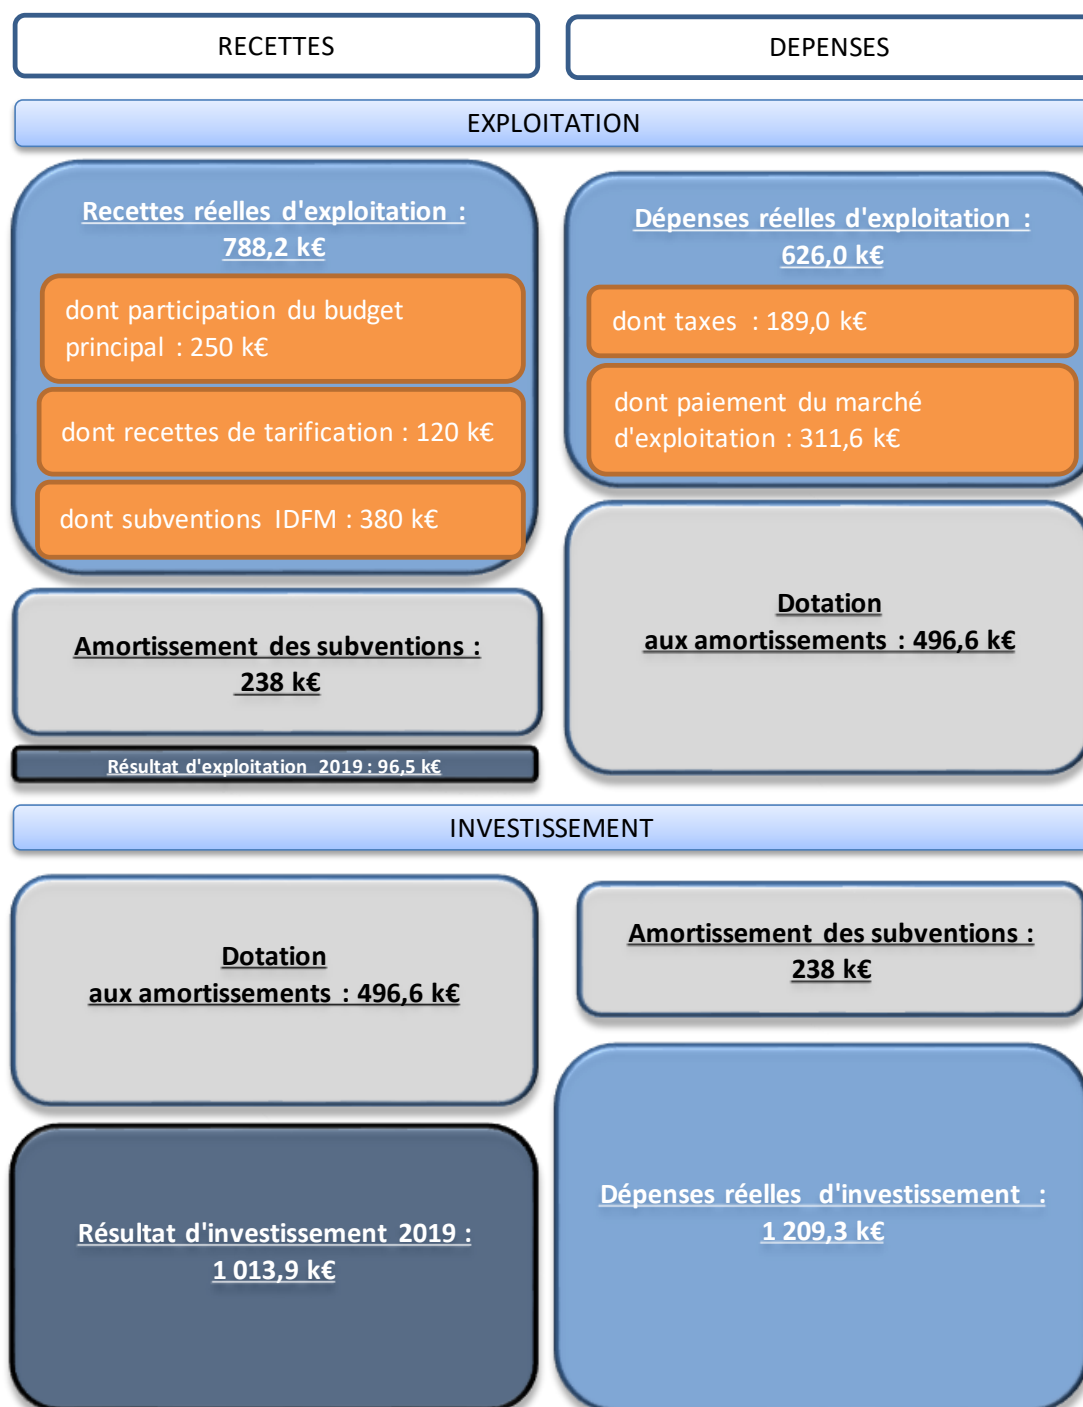 RECETTES
DEPENSES
EXPLOITATION
Recettes réelles d'exploitation :
788,2 k€
dont participation du budget
principal : 250 k€
dont recettes de tarification : 120 k€
dont subventions IDFM : 380 k€
Amortissement des subventions :
238 k€
Résultat d'exploitation 2019 : 96,5 k€
Dépenses réelles d'exploitation :
626,0 k€
dont taxes : 189,0 k€
dont paiement du marché
d'exploitation : 311,6 k€
Dotation
aux amortissements : 496,6 k€
INVESTISSEMENT
Dotation
aux amortissements : 496,6 k€
Résultat d'investissement 2019 :
1 013,9 k€
Amortissement des subventions :
238 k€
Dépenses réelles d'investissement :
1 209,3 k€